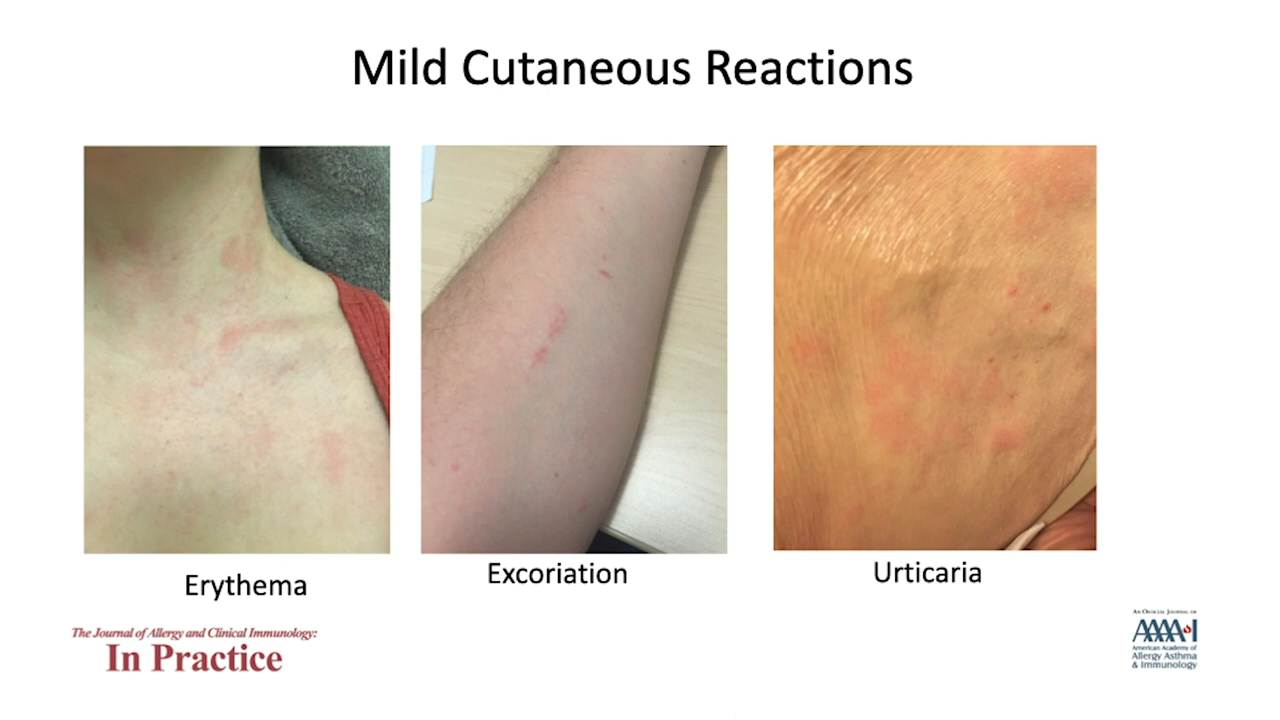 Mild Cutaneous Reactions
Erythema
Excoriation
Urticaria
The Journal of Allergy and Clinical Immunology:
In Practice
AN OFFICIAL JOURNAL OF
AAAAI
American Academy of
Allergy Asthma
& Immunology